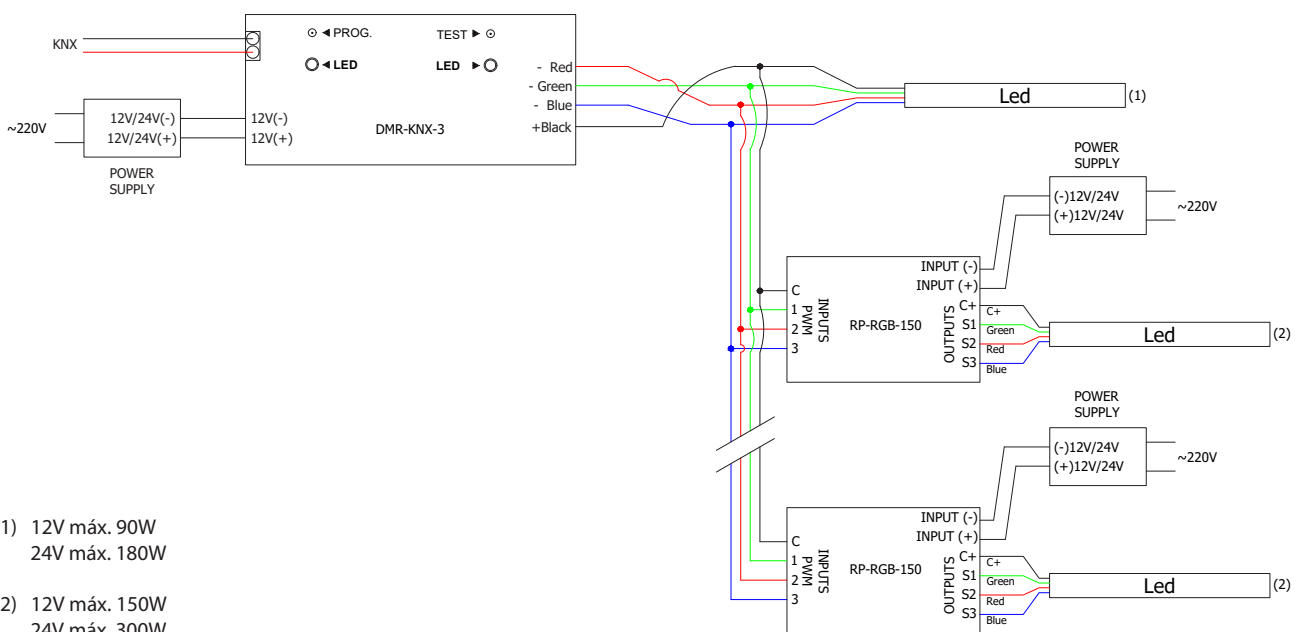 KNX
⊙ ◄ PROG.
TEST ► ⊙
◄ LED
LED ►
- Red
- Green
- Blue
+Black
~220V
12V/24V(-)
12V/24V(+)
12V(-)
12V(+)
DMR-KNX-3
POWER
SUPPLY
Led
(1)
POWER
SUPPLY
(-)12V/24V
(+)12V/24V
~220V
INPUT (-)
INPUT (+)
C
1
2
3
INPUTS
PWM
RP-RGB-150
OUTPUTS
C+
S1
S2
S3
C+
Green
Red
Blue
Led
(2)
POWER
SUPPLY
(-)12V/24V
(+)12V/24V
~220V
INPUT (-)
INPUT (+)
C
1
2
3
INPUTS
PWM
RP-RGB-150
OUTPUTS
C+
S1
S2
S3
C+
Green
Red
Blue
Led
(2)
1) 12V máx. 90W
24V máx. 180W
2) 12V máx. 150W
24V máx. 300W